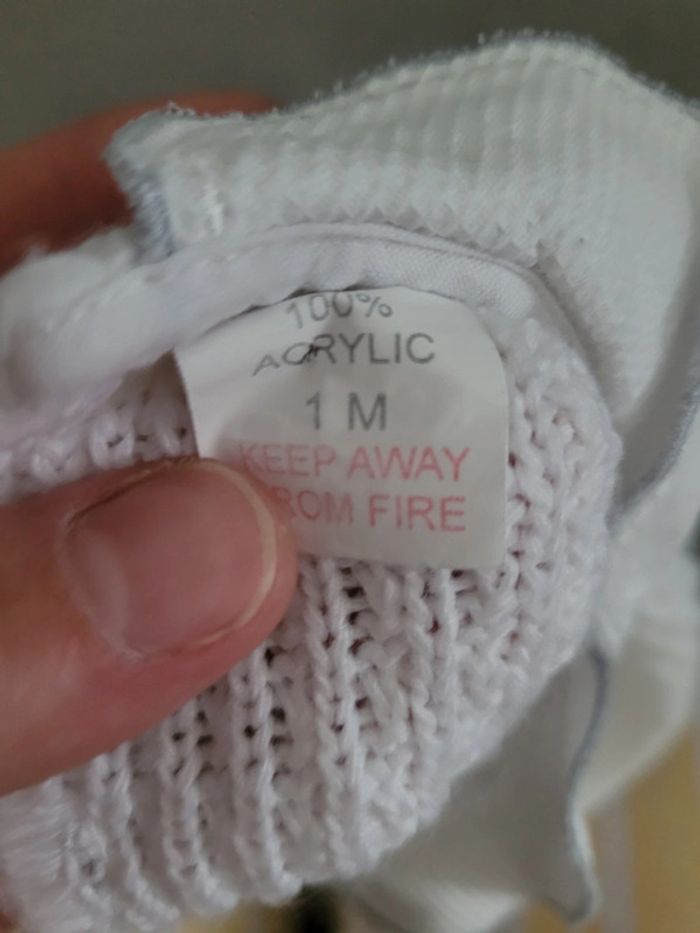 100%
ACRYLIC
1 M
KEEP AWAY
FROM FIRE